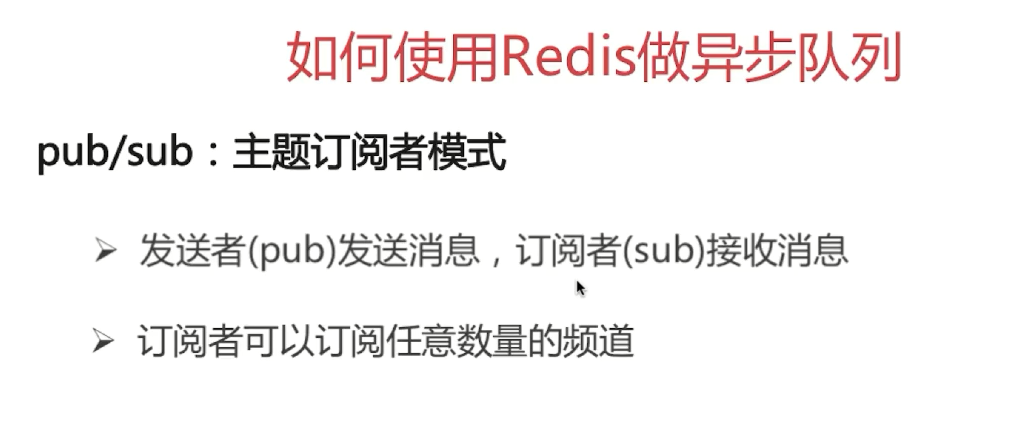 如何使用Redis做异步队列
pub/sub：主题订阅者模式
发送者(pub)发送消息，订阅者(sub)接收消息
订阅者可以订阅任意数量的频道